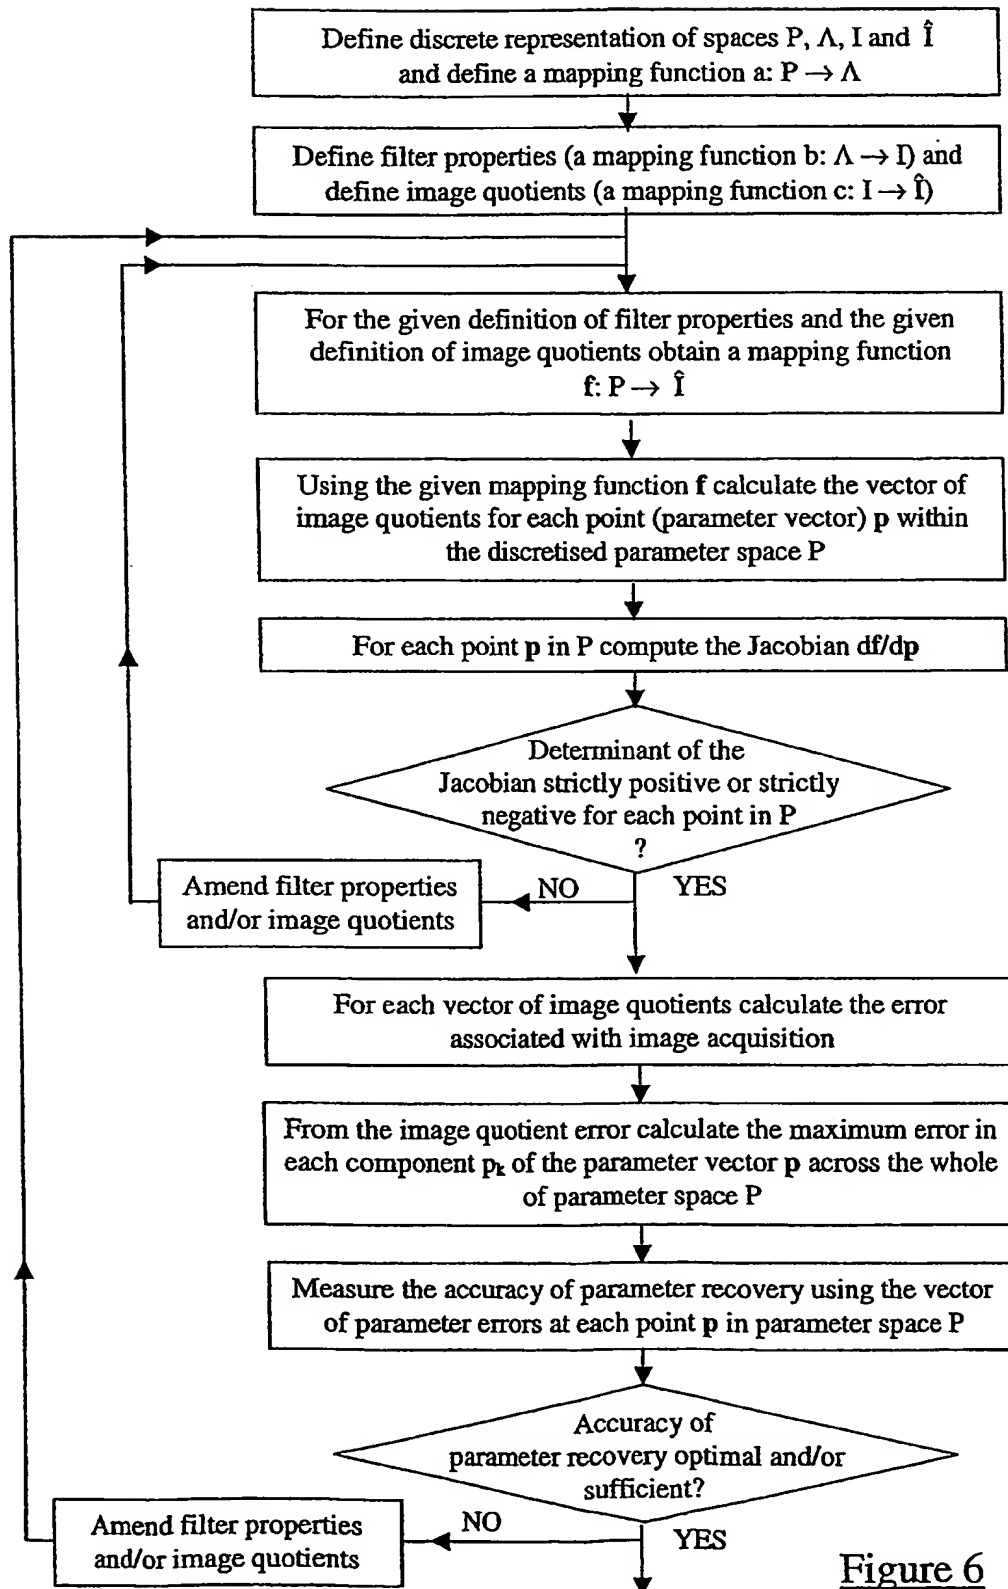 Define discrete representation of spaces P, Λ, I and Î
and define a mapping function a: P → Λ
Define filter properties (a mapping function b: Λ → I) and
define image quotients (a mapping function c: I → Î)
For the given definition of filter properties and the given
definition of image quotients obtain a mapping function
f: P → Î
Using the given mapping function f calculate the vector of
image quotients for each point (parameter vector) p within
the discretised parameter space P
For each point p in P compute the Jacobian df/dp
Determinant of the
Jacobian strictly positive or strictly
negative for each point in P
?
Amend filter properties
and/or image quotients
NO
YES
For each vector of image quotients calculate the error
associated with image acquisition
From the image quotient error calculate the maximum error in
each component pk of the parameter vector p across the whole
of parameter space P
Measure the accuracy of parameter recovery using the vector
of parameter errors at each point p in parameter space P
Accuracy of
parameter recovery optimal and/or
sufficient?
Amend filter properties
and/or image quotients
NO
YES
Figure 6